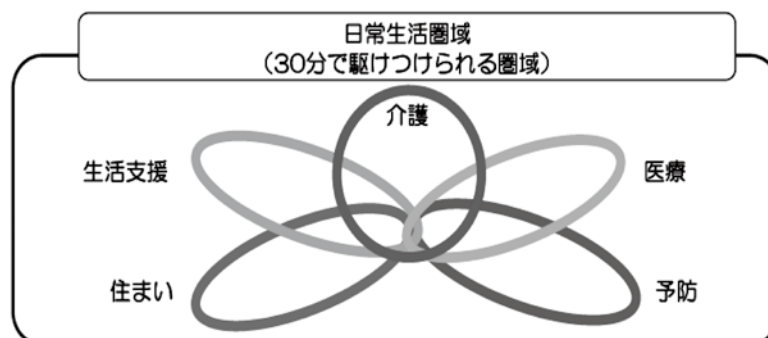 日常生活圏域
（30分で駆けつけられる圏域）
介護
生活支援
医療
住まい
予防